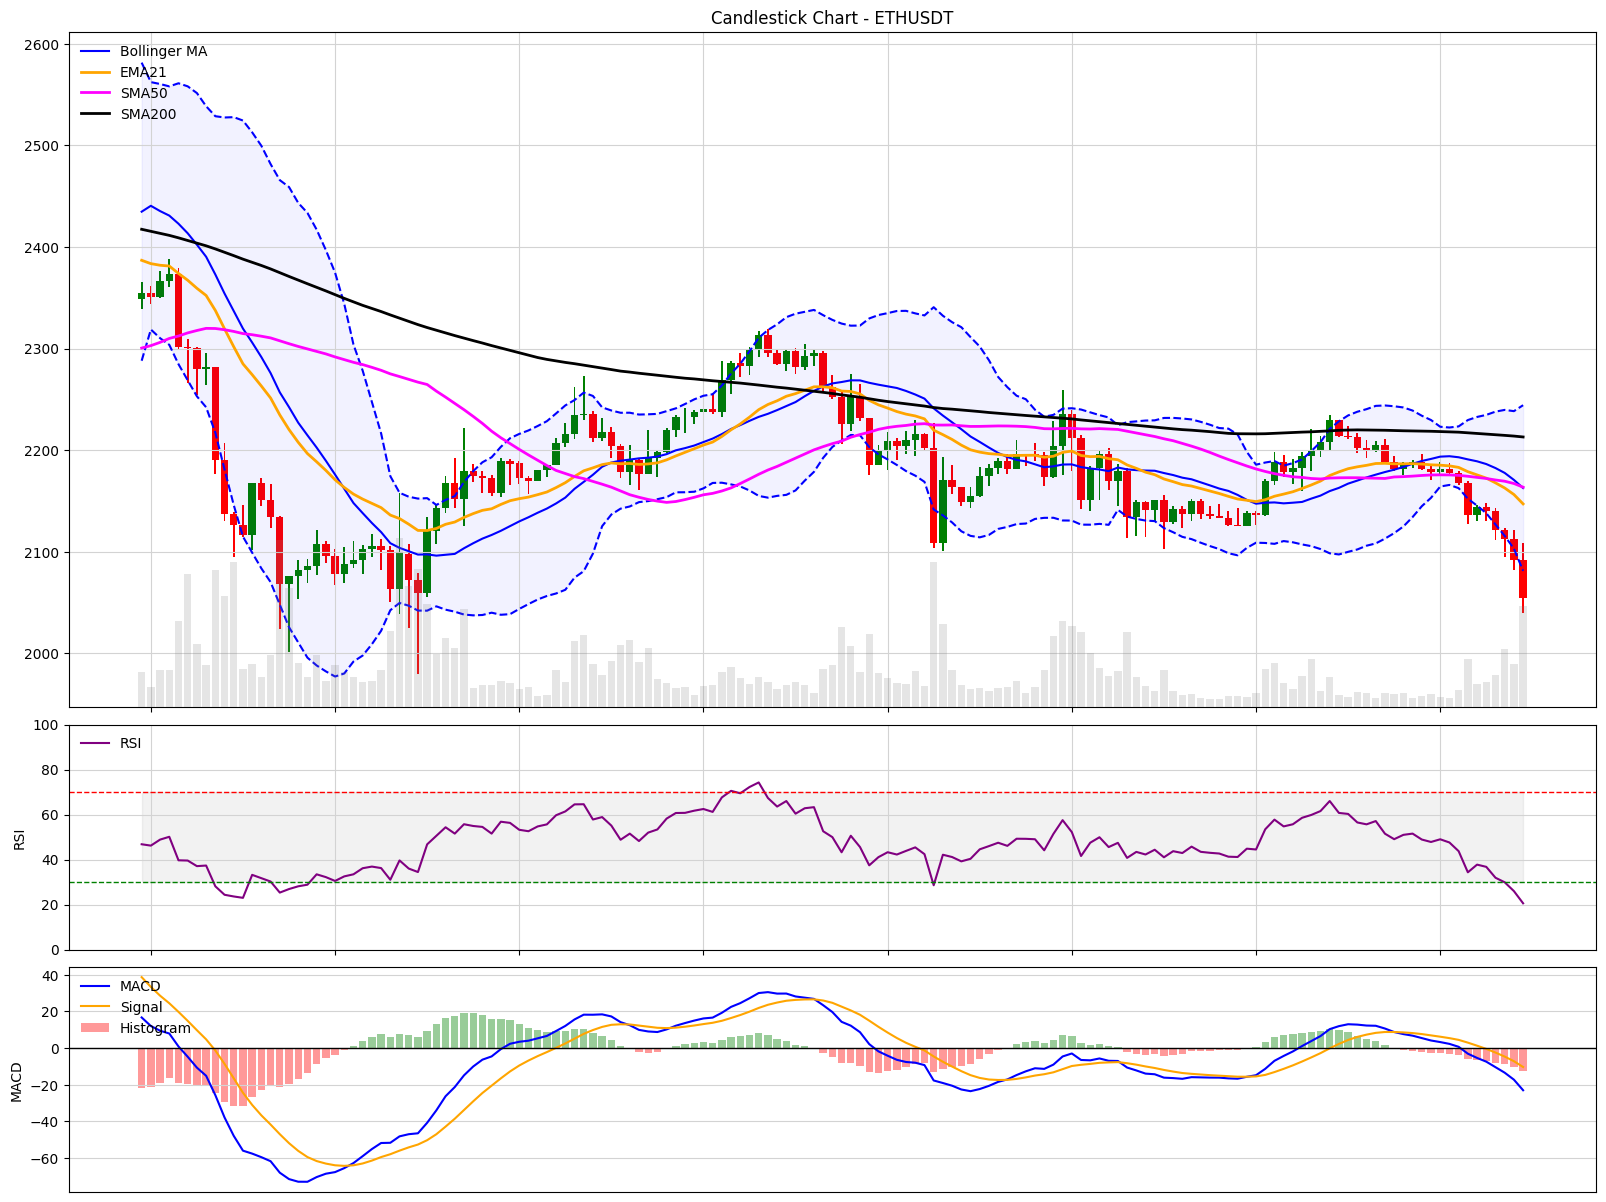 Candlestick Chart - ETHUSDT
Bollinger MA
EMA21
SMA50
SMA200
2600
2500
2400
2300
2200
2100
2000
RSI
RSI
100
80
60
40
20
0
MACD
Signal
Histogram
MACD
40
20
0
−20
−40
−60